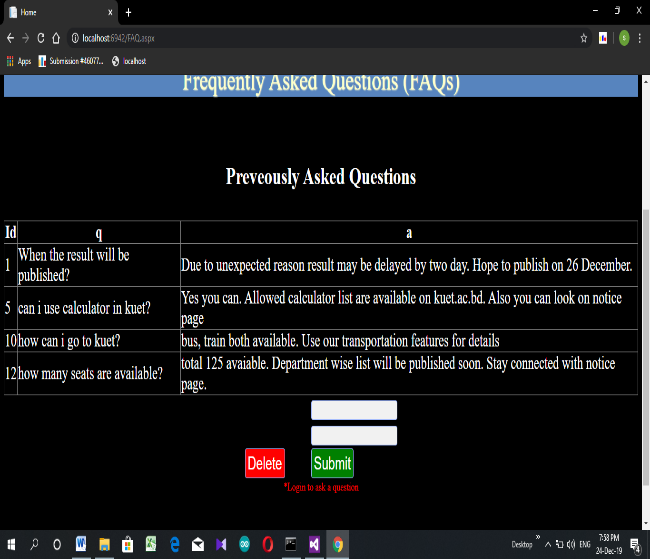 Home
localhost:6942/FAQ.aspx
Apps Submission #46077... localhost
Frequently Asked Questions (FAQs)
Preveously Asked Questions
Id q a
1 When the result will be published? Due to unexpected reason result may be delayed by two day. Hope to publish on 26 December.
5 can i use calculator in kuet? Yes you can. Allowed calculator list are available on kuet.ac.bd. Also you can look on notice page
10 how can i go to kuet? bus, train both available. Use our transportation features for details
12 how many seats are available? total 125 avaiable. Department wise list will be published soon. Stay connected with notice page.
Delete Submit
*Login to ask a question
Desktop ENG 7:58 PM
24-Dec-19